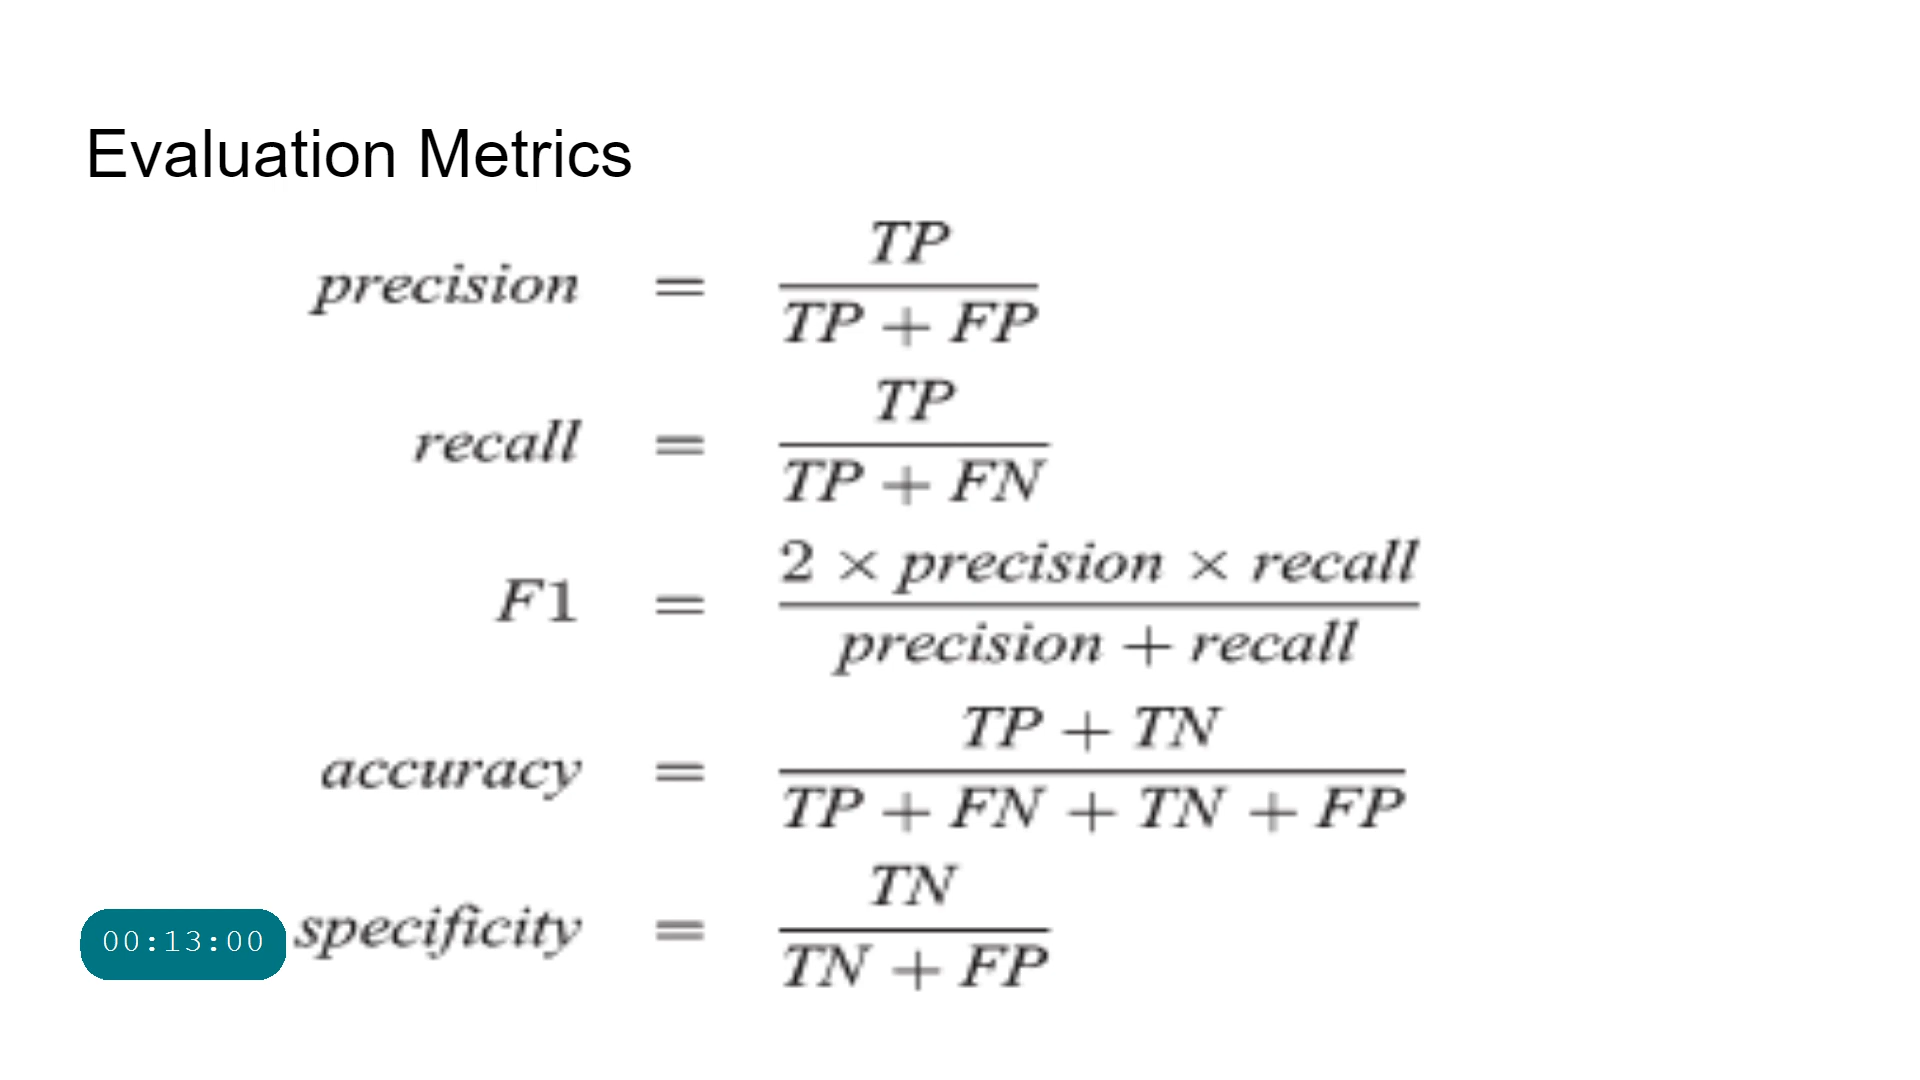 Evaluation Metrics
precision = TP / TP + FP
recall = TP / TP + FN
F1 = 2 × precision × recall / precision + recall
accuracy = TP + TN / TP + FN + TN + FP
specificity = TN / TN + FP
00:13:00